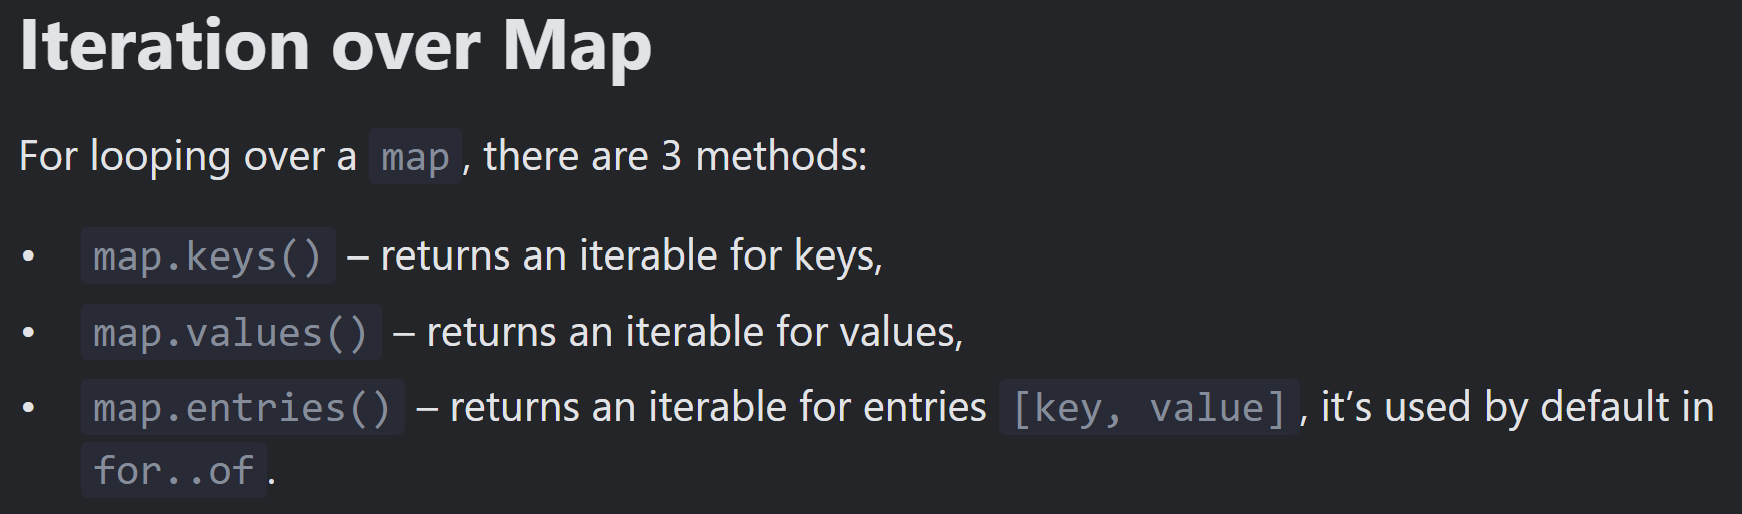 Iteration over Map
For looping over a map, there are 3 methods:
• map.keys() – returns an iterable for keys,
• map.values() – returns an iterable for values,
• map.entries() – returns an iterable for entries [key, value], it’s used by default in
for..of.